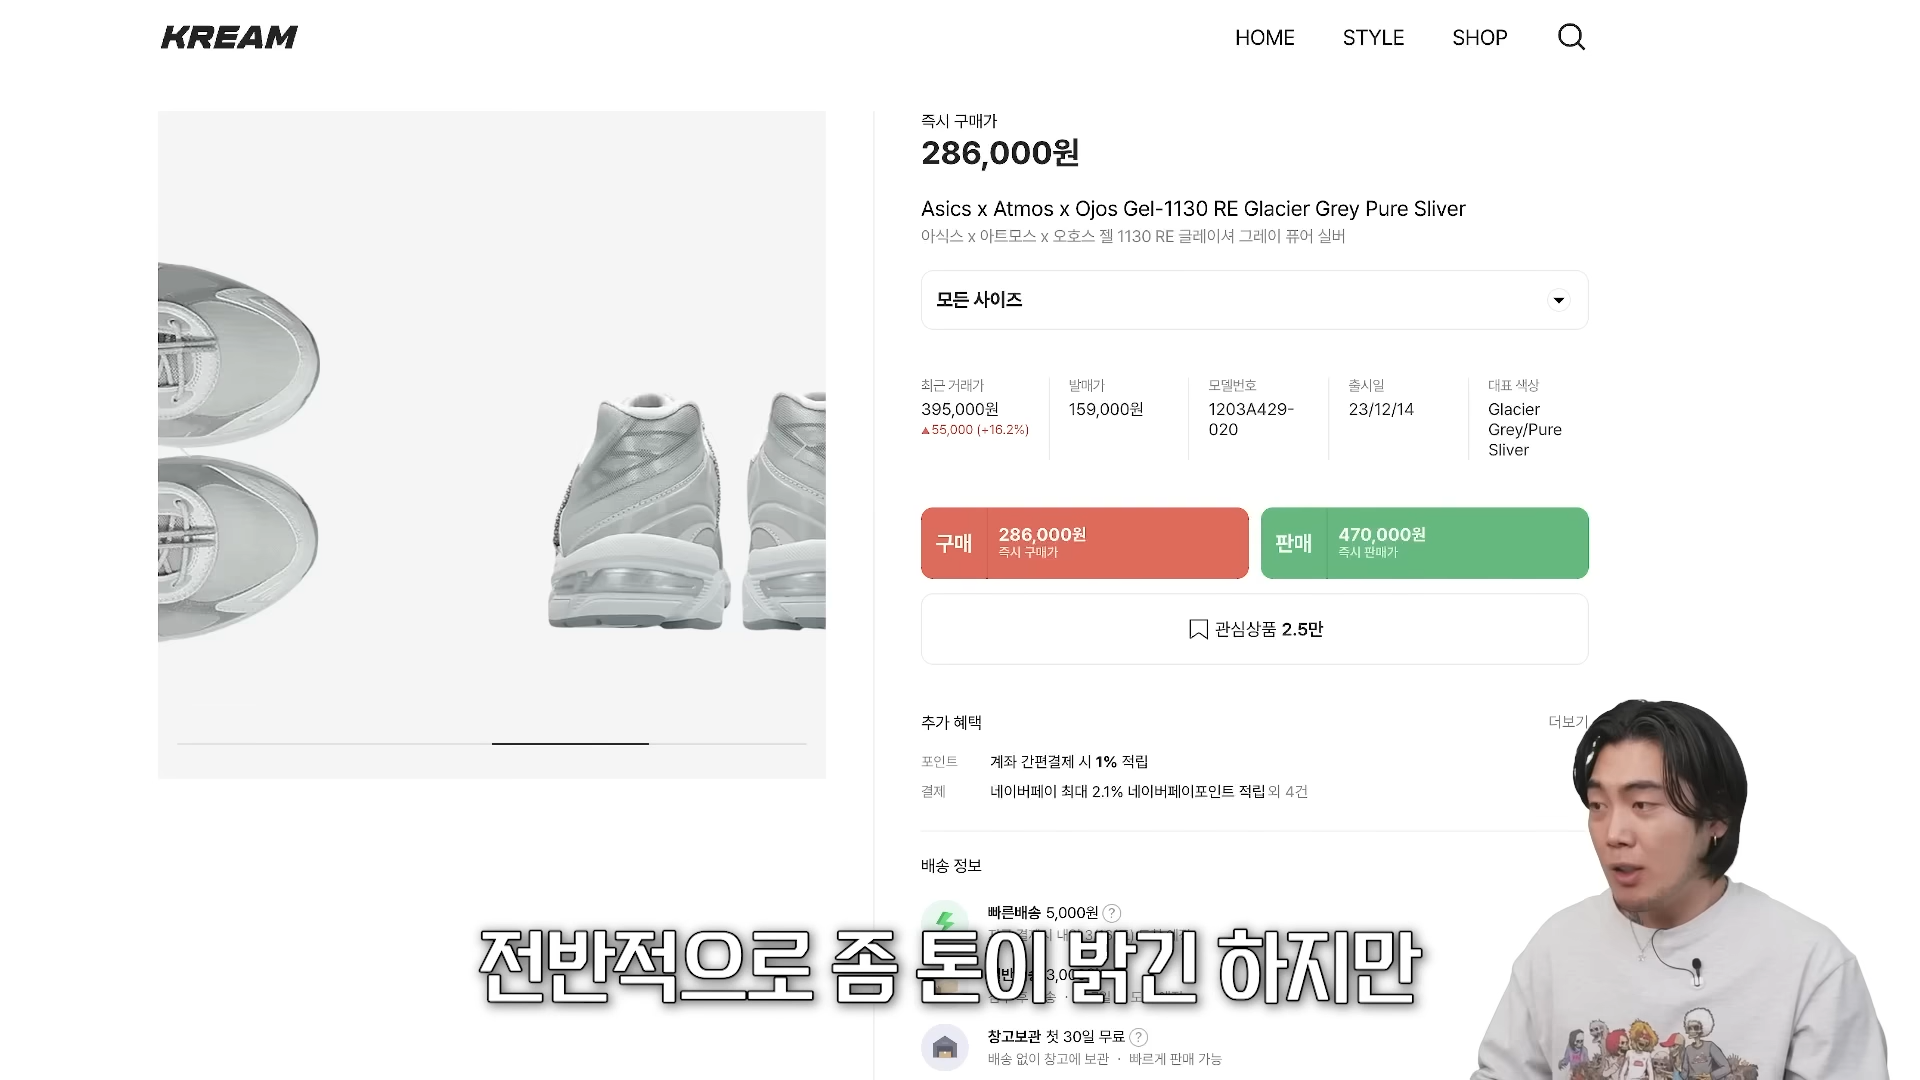 KREAM
HOME STYLE SHOP
즉시 구매가
286,000원
Asics x Atmos x Ojos Gel-1130 RE Glacier Grey Pure Sliver
아식스 x 아트모스 x 오호스 젤 1130 RE 글레이셔 그레이 퓨어 실버
모든 사이즈
최근 거래가
395,000원
▲55,000 (+16.2%)
발매가
159,000원
모델번호
1203A429-
020
출시일
23/12/14
대표 색상
Glacier
Grey/Pure
Sliver
구매
286,000원
즉시 구매가
판매
470,000원
즉시 판매가
관심상품 2.5만
추가 혜택
더보기
포인트 계좌 간편결제 시 1% 적립
결제 네이버페이 최대 2.1% 네이버페이포인트 적립 외 4건
배송 정보
빠른배송 5,000원 ?
전반적으로 좀 톤이 밝긴 하지만
창고보관 첫 30일 무료 ?
배송 없이 창고에 보관 · 빠르게 판매 가능